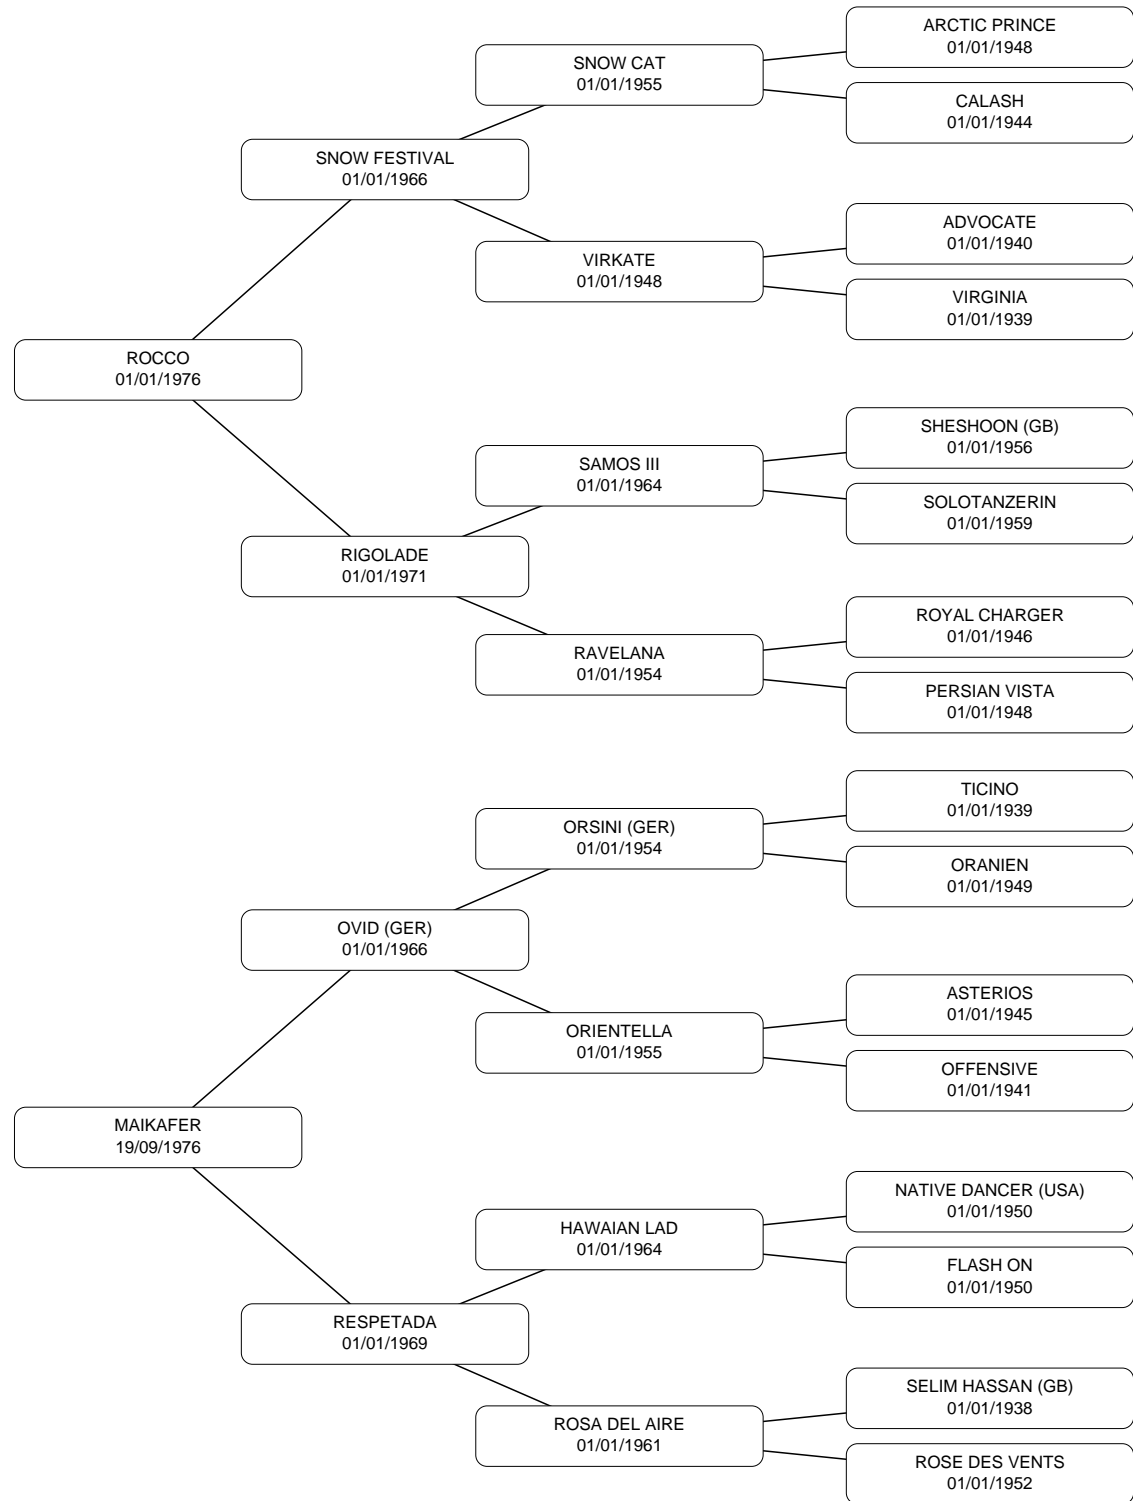 ARCTIC PRINCE
01/01/1948
SNOW CAT
01/01/1955
CALASH
01/01/1944
SNOW FESTIVAL
01/01/1966
ADVOCATE
01/01/1940
VIRKATE
01/01/1948
VIRGINIA
01/01/1939
ROCCO
01/01/1976
SHESHOON (GB)
01/01/1956
SAMOS III
01/01/1964
SOLOTANZERIN
01/01/1959
RIGOLADE
01/01/1971
ROYAL CHARGER
01/01/1946
RAVELANA
01/01/1954
PERSIAN VISTA
01/01/1948
TICINO
01/01/1939
ORSINI (GER)
01/01/1954
ORANIEN
01/01/1949
OVID (GER)
01/01/1966
ASTERIOS
01/01/1945
ORIENTELLA
01/01/1955
OFFENSIVE
01/01/1941
MAIKAFER
19/09/1976
NATIVE DANCER (USA)
01/01/1950
HAWAIAN LAD
01/01/1964
FLASH ON
01/01/1950
RESPETADA
01/01/1969
SELIM HASSAN (GB)
01/01/1938
ROSA DEL AIRE
01/01/1961
ROSE DES VENTS
01/01/1952